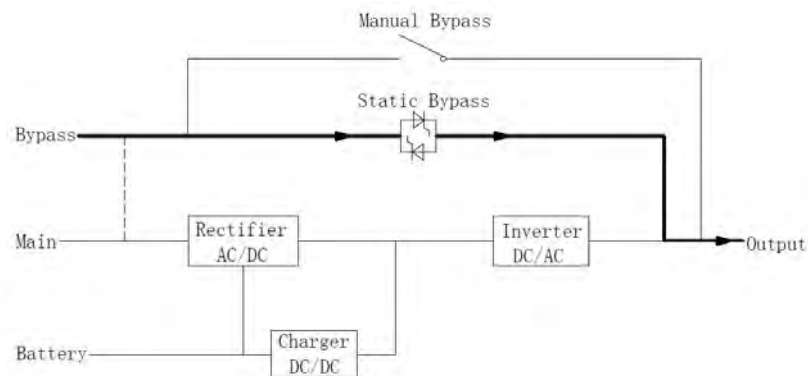 Manual Bypass
Static Bypass
Bypass
Main
Rectifier
AC/DC
Inverter
DC/AC
Output
Battery
Charger
DC/DC